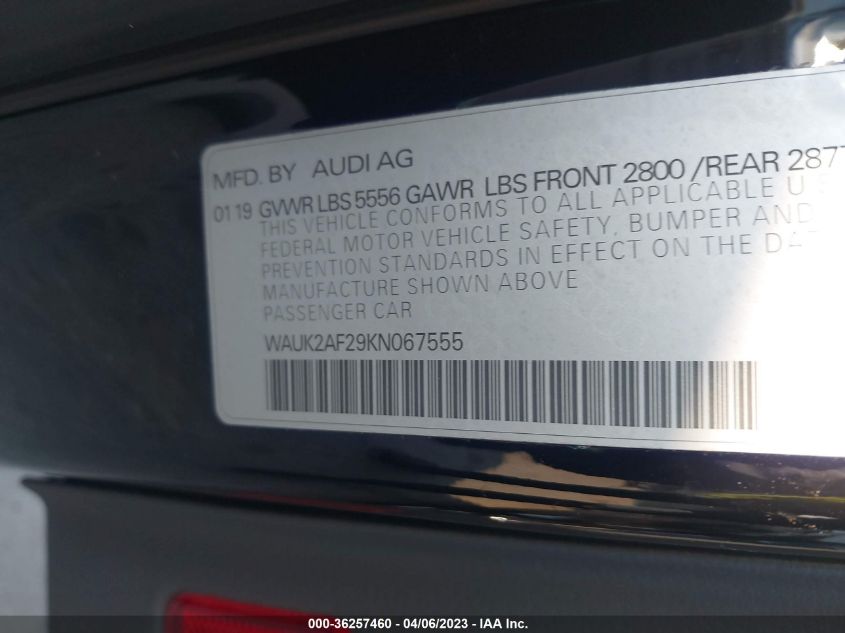 MFD. BY AUDI AG
01 19 GVWR LBS 5556 GAWR LBS FRONT 2800 /REAR 287
THIS VEHICLE CONFORMS TO ALL APPLICABLE U
FEDERAL MOTOR VEHICLE SAFETY, BUMPER AND
PREVENTION STANDARDS IN EFFECT ON THE
MANUFACTURE SHOWN ABOVE
PASSENGER CAR
WAUK2AF29KN067555
000-36257460 - 04/06/2023 - IAA Inc.